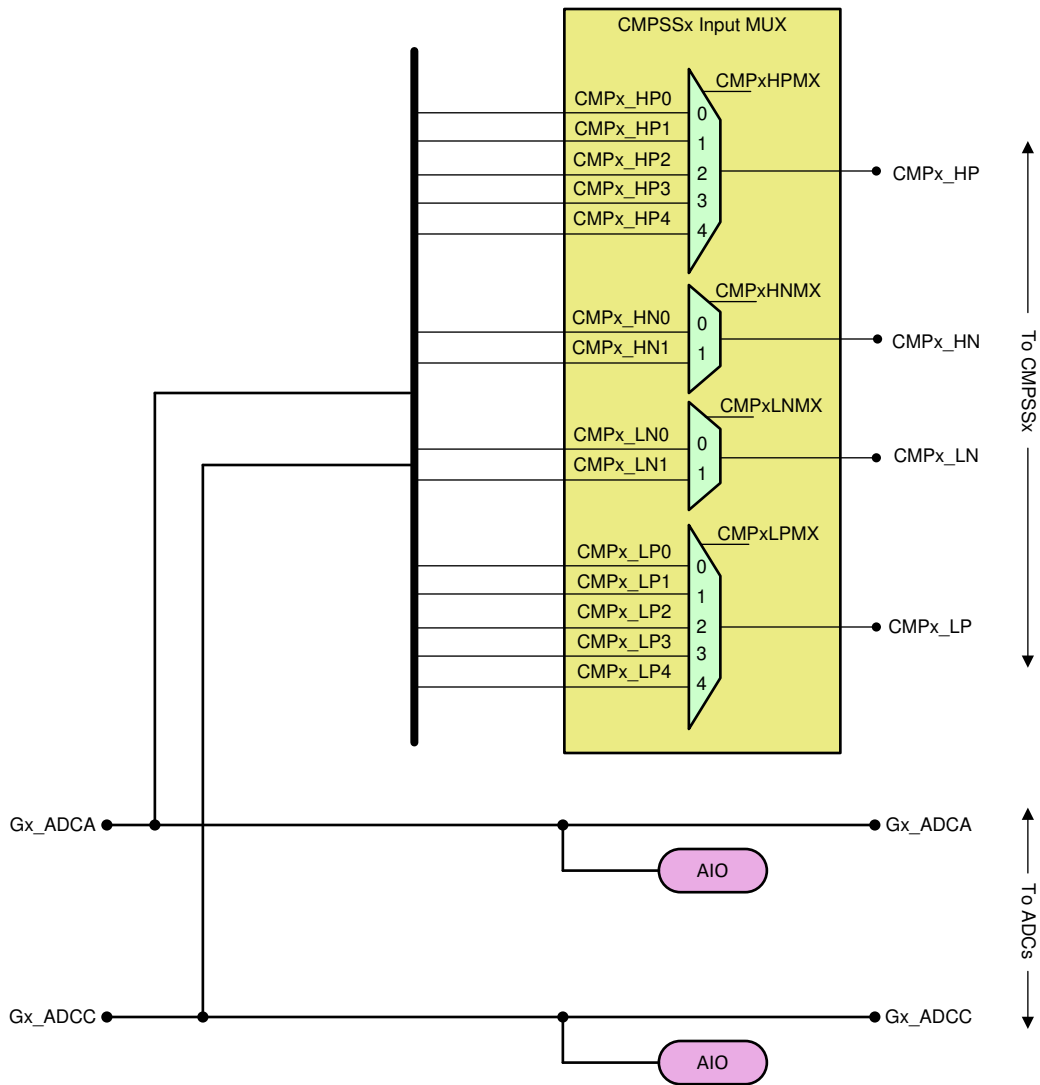 CMPSSx Input MUX
CMPxHPMX
CMPx_HP0
0
CMPx_HP1
1
CMPx_HP2
2
CMPx_HP3
3
CMPx_HP4
4
CMPx_HP
CMPxHNMX
CMPx_HN0
0
CMPx_HN1
1
CMPx_HN
To CMPSSx
CMPxLNMX
CMPx_LN0
0
CMPx_LN1
1
CMPx_LN
CMPxLPMX
CMPx_LP0
0
CMPx_LP1
1
CMPx_LP2
2
CMPx_LP3
3
CMPx_LP4
4
CMPx_LP
Gx_ADCA
Gx_ADCA
AIO
To ADCs
Gx_ADCC
Gx_ADCC
AIO